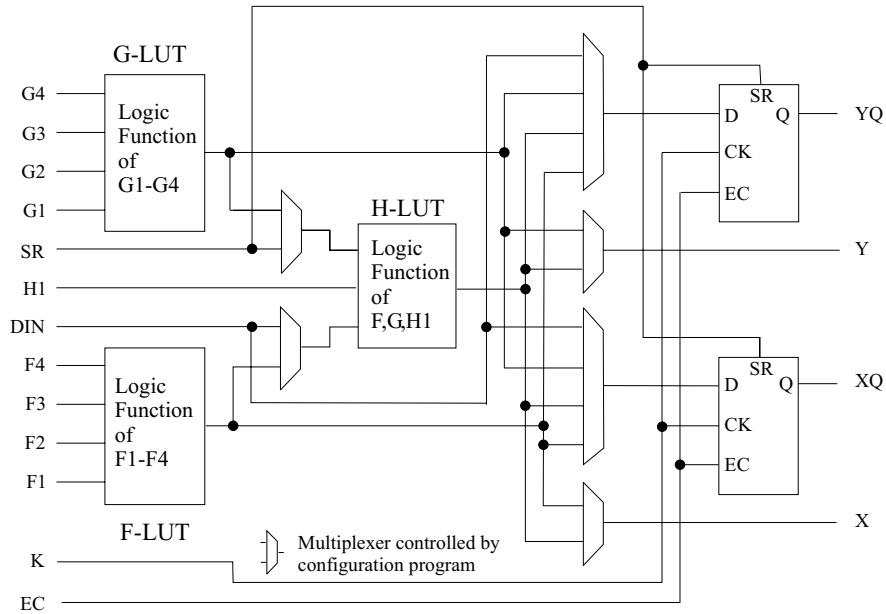 G-LUT
G4
G3
G2
G1
Logic
Function
of
G1-G4
SR
H1
DIN
H-LUT
Logic
Function
of
F,G,H1
F4
F3
F2
F1
Logic
Function
of
F1-F4
F-LUT
K
EC
Multiplexer controlled by
configuration program
SR
D
Q
CK
EC
YQ
Y
SR
D
Q
CK
EC
XQ
X